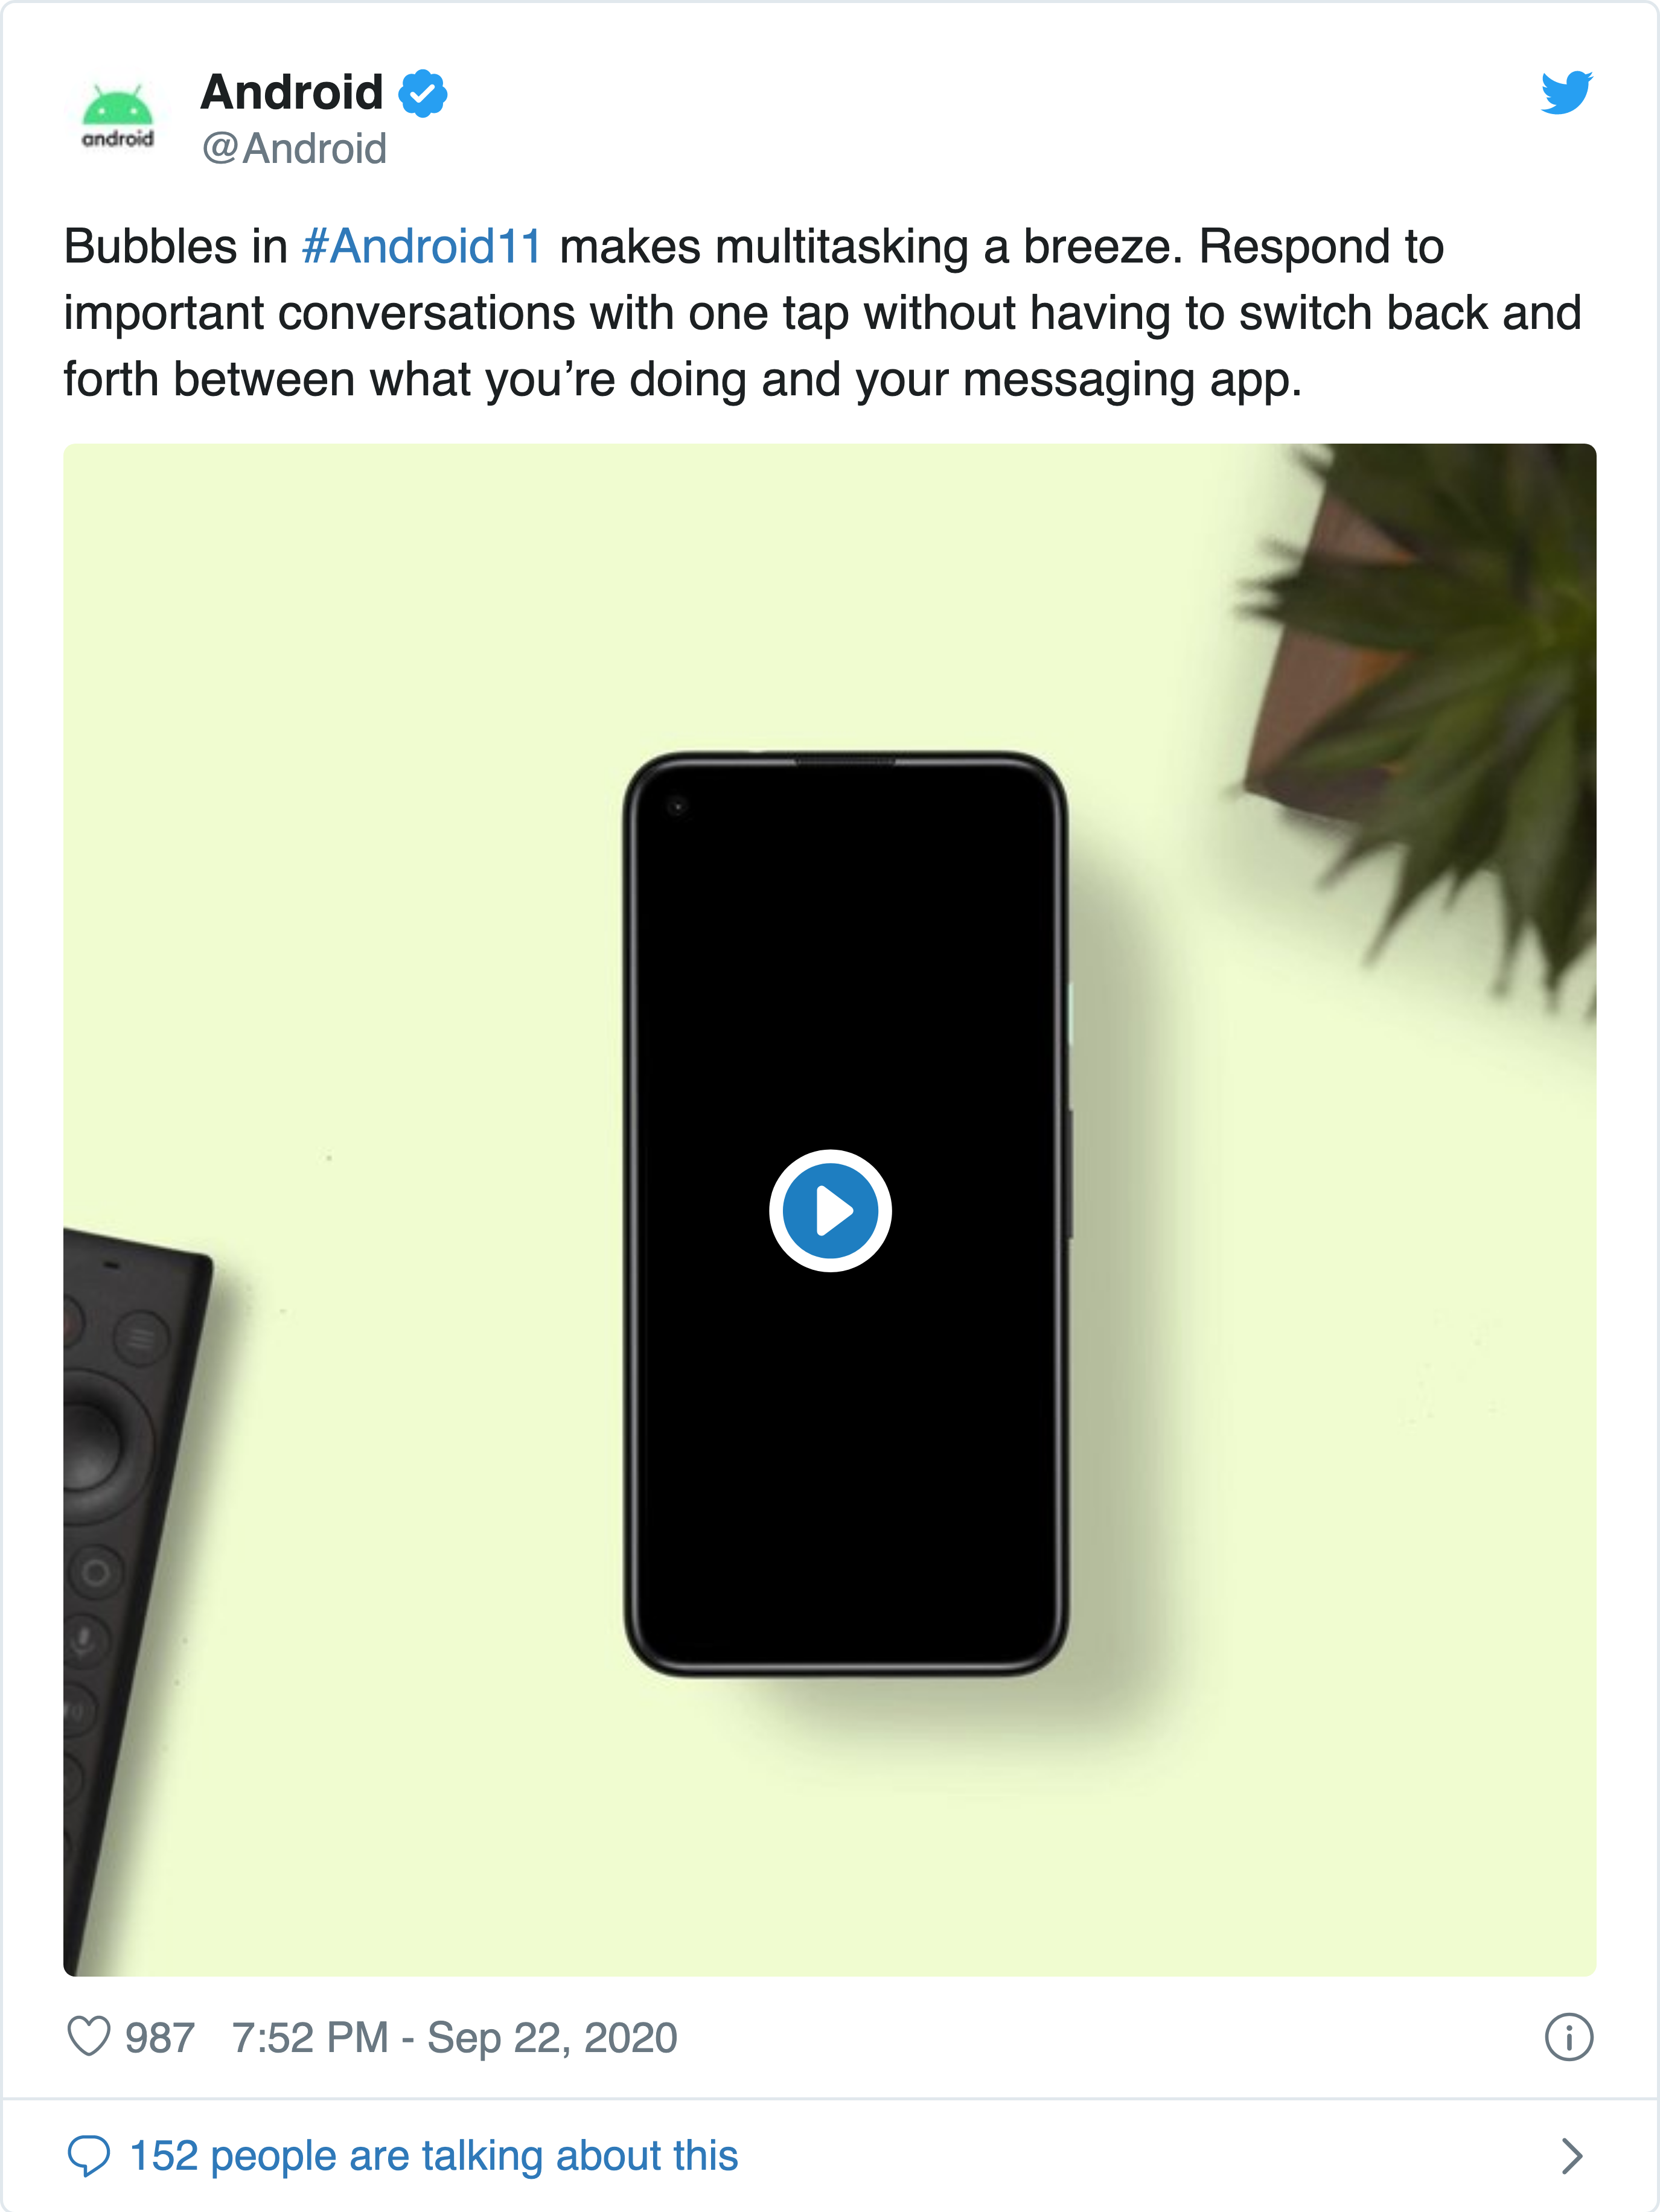 Android
@Android
android
Bubbles in #Android11 makes multitasking a breeze. Respond to
important conversations with one tap without having to switch back and
forth between what you’re doing and your messaging app.
987 7:52 PM - Sep 22, 2020
152 people are talking about this